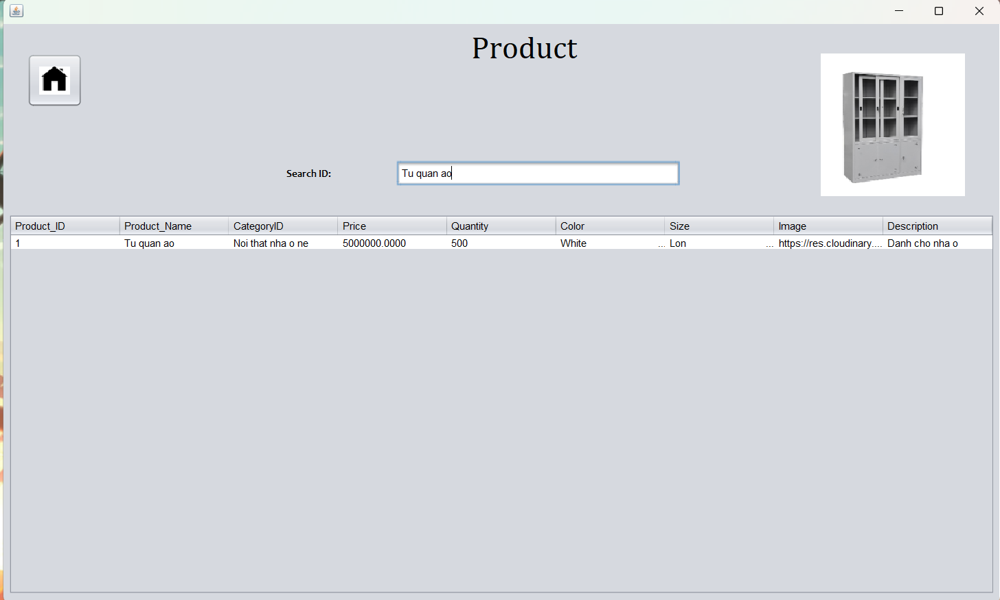 Product
Search ID: Tu quan ao
Product_ID Product_Name CategoryID Price Quantity Color Size Image Description
1 Tu quan ao Noi that nha o ne 5000000.0000 500 White ... Lon ... https://res.cloudinary.... Danh cho nha o